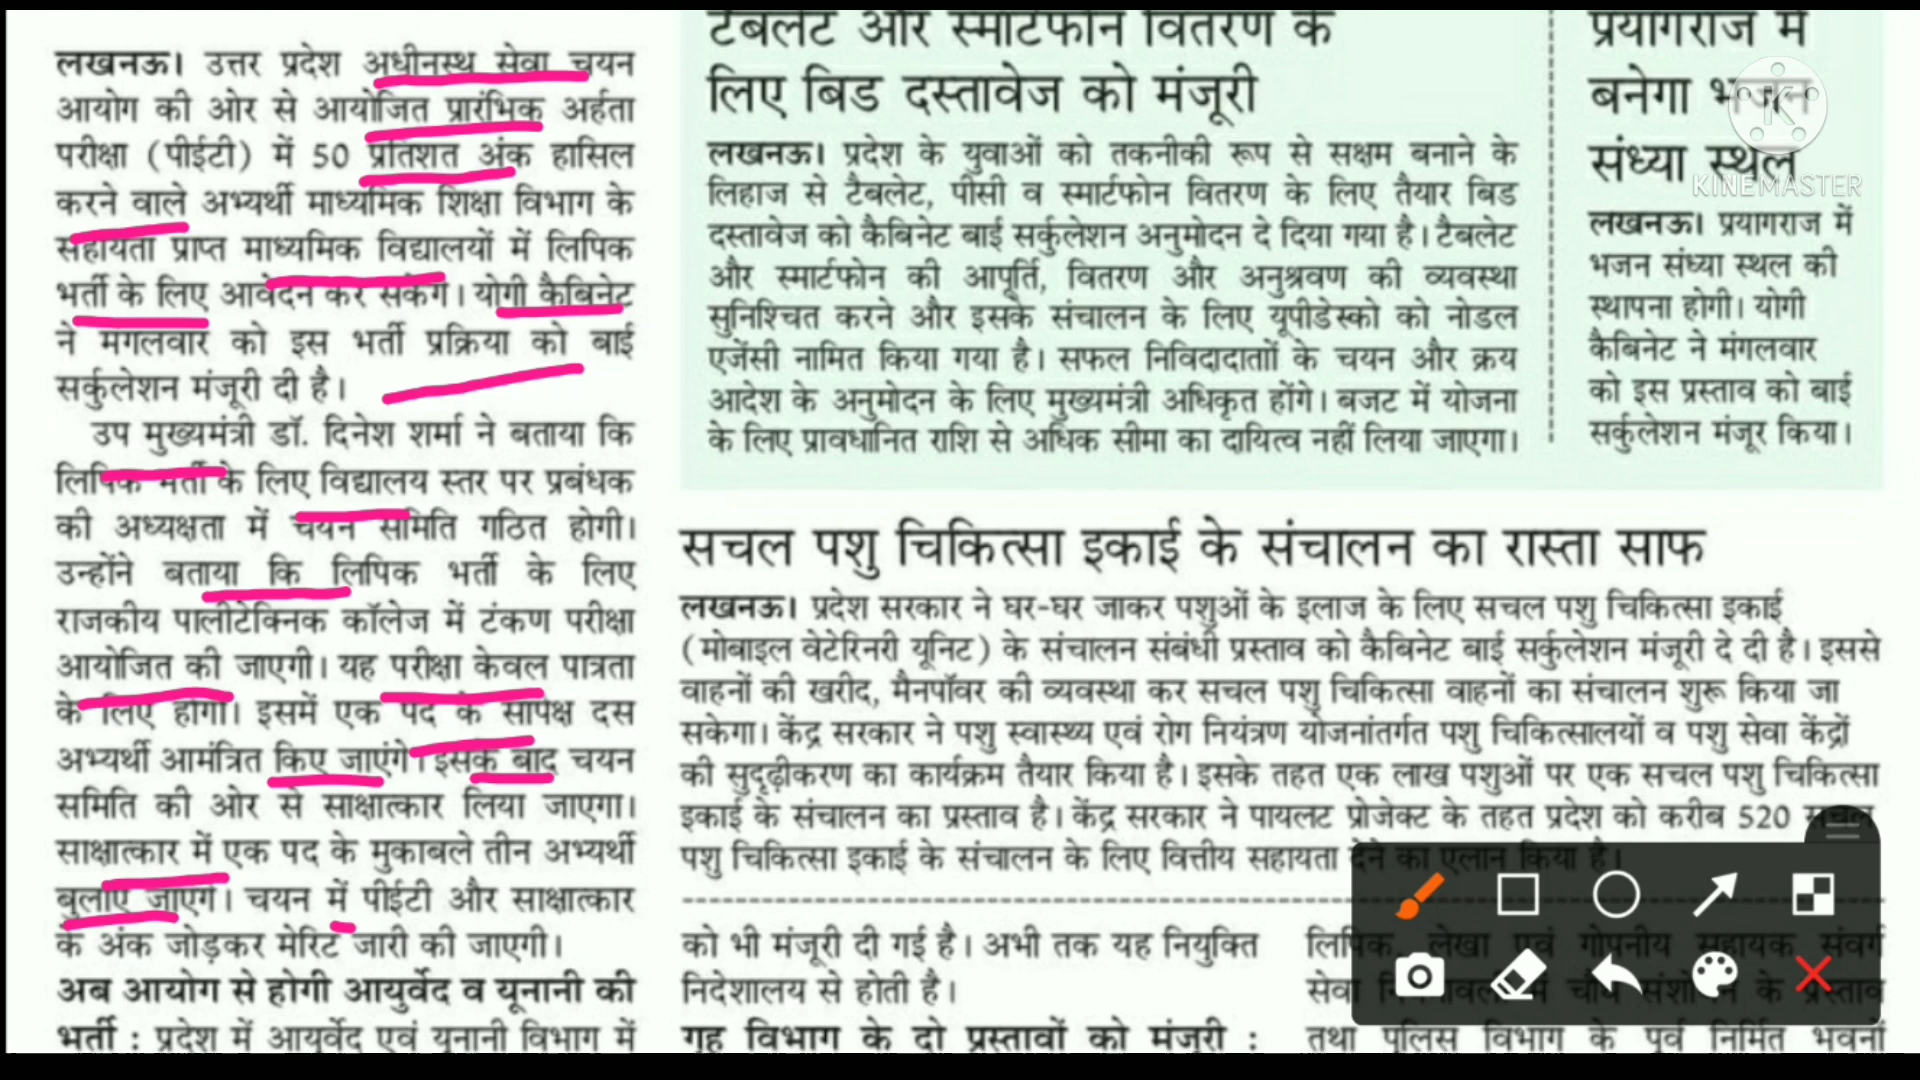 लखनऊ। उत्तर प्रदेश अधीनस्थ सेवा चयन
आयोग की ओर से आयोजित प्रारंभिक अर्हता
परीक्षा (पीईटी) में 50 प्रतिशत अंक हासिल
करने वाले अभ्यर्थी माध्यमिक शिक्षा विभाग के
सहायता प्राप्त माध्यमिक विद्यालयों में लिपिक
भर्ती के लिए आवेदन कर सकेंगे। योगी कैबिनेट
ने मंगलवार को इस भर्ती प्रक्रिया को बाई
सर्कुलेशन मंजूरी दी है।
उप मुख्यमंत्री डॉ. दिनेश शर्मा ने बताया कि
लिपिक भर्ती के लिए विद्यालय स्तर पर प्रबंधक
की अध्यक्षता में चयन समिति गठित होगी।
उन्होंने बताया कि लिपिक भर्ती के लिए
राजकीय पालीटेक्निक कॉलेज में टंकण परीक्षा
आयोजित की जाएगी। यह परीक्षा केवल पात्रता
के लिए होगी। इसमें एक पद के सापेक्ष दस
अभ्यर्थी आमंत्रित किए जाएंगे। इसके बाद चयन
समिति की ओर से साक्षात्कार लिया जाएगा।
साक्षात्कार में एक पद के मुकाबले तीन अभ्यर्थी
बुलाए जाएंगे। चयन में पीईटी और साक्षात्कार
के अंक जोड़कर मेरिट जारी की जाएगी।
अब आयोग से होगी आयुर्वेद व यूनानी की
भर्ती : प्रदेश में आयुर्वेद एवं यूनानी विभाग में
टैबलेट और स्मार्टफोन वितरण के
लिए बिड दस्तावेज को मंजूरी
लखनऊ। प्रदेश के युवाओं को तकनीकी रूप से सक्षम बनाने के
लिहाज से टैबलेट, पीसी व स्मार्टफोन वितरण के लिए तैयार बिड
दस्तावेज को कैबिनेट बाई सर्कुलेशन अनुमोदन दे दिया गया है। टैबलेट
और स्मार्टफोन की आपूर्ति, वितरण और अनुश्रवण की व्यवस्था
सुनिश्चित करने और इसके संचालन के लिए यूपीडेस्को को नोडल
एजेंसी नामित किया गया है। सफल निविदादाताों के चयन और क्रय
आदेश के अनुमोदन के लिए मुख्यमंत्री अधिकृत होंगे। बजट में योजना
के लिए प्रावधानित राशि से अधिक सीमा का दायित्व नहीं लिया जाएगा।
प्रयागराज में
बनेगा भजन
संध्या स्थल
KINEMASTER
लखनऊ। प्रयागराज में
भजन संध्या स्थल की
स्थापना होगी। योगी
कैबिनेट ने मंगलवार
को इस प्रस्ताव को बाई
सर्कुलेशन मंजूर किया।
सचल पशु चिकित्सा इकाई के संचालन का रास्ता साफ
लखनऊ। प्रदेश सरकार ने घर-घर जाकर पशुओं के इलाज के लिए सचल पशु चिकित्सा इकाई
(मोबाइल वेटेरिनरी यूनिट) के संचालन संबंधी प्रस्ताव को कैबिनेट बाई सर्कुलेशन मंजूरी दे दी है। इससे
वाहनों की खरीद, मैनपॉवर की व्यवस्था कर सचल पशु चिकित्सा वाहनों का संचालन शुरू किया जा
सकेगा। केंद्र सरकार ने पशु स्वास्थ्य एवं रोग नियंत्रण योजनांतर्गत पशु चिकित्सालयों व पशु सेवा केंद्रों
की सुदृढ़ीकरण का कार्यक्रम तैयार किया है। इसके तहत एक लाख पशुओं पर एक सचल पशु चिकित्सा
इकाई के संचालन का प्रस्ताव है। केंद्र सरकार ने पायलट प्रोजेक्ट के तहत प्रदेश को करीब 520 सचल
पशु चिकित्सा इकाई के संचालन के लिए वित्तीय सहायता देने का एलान किया है।
को भी मंजूरी दी गई है। अभी तक यह नियुक्ति
निदेशालय से होती है।
गृह विभाग के दो प्रस्तावों को मंजूरी :
लिपिक, लेखा एवं गोपनीय सहायक संवर्ग
सेवा के प्रस्ताव
तथा पुलिस विभाग के पूर्व निर्मित भवनों